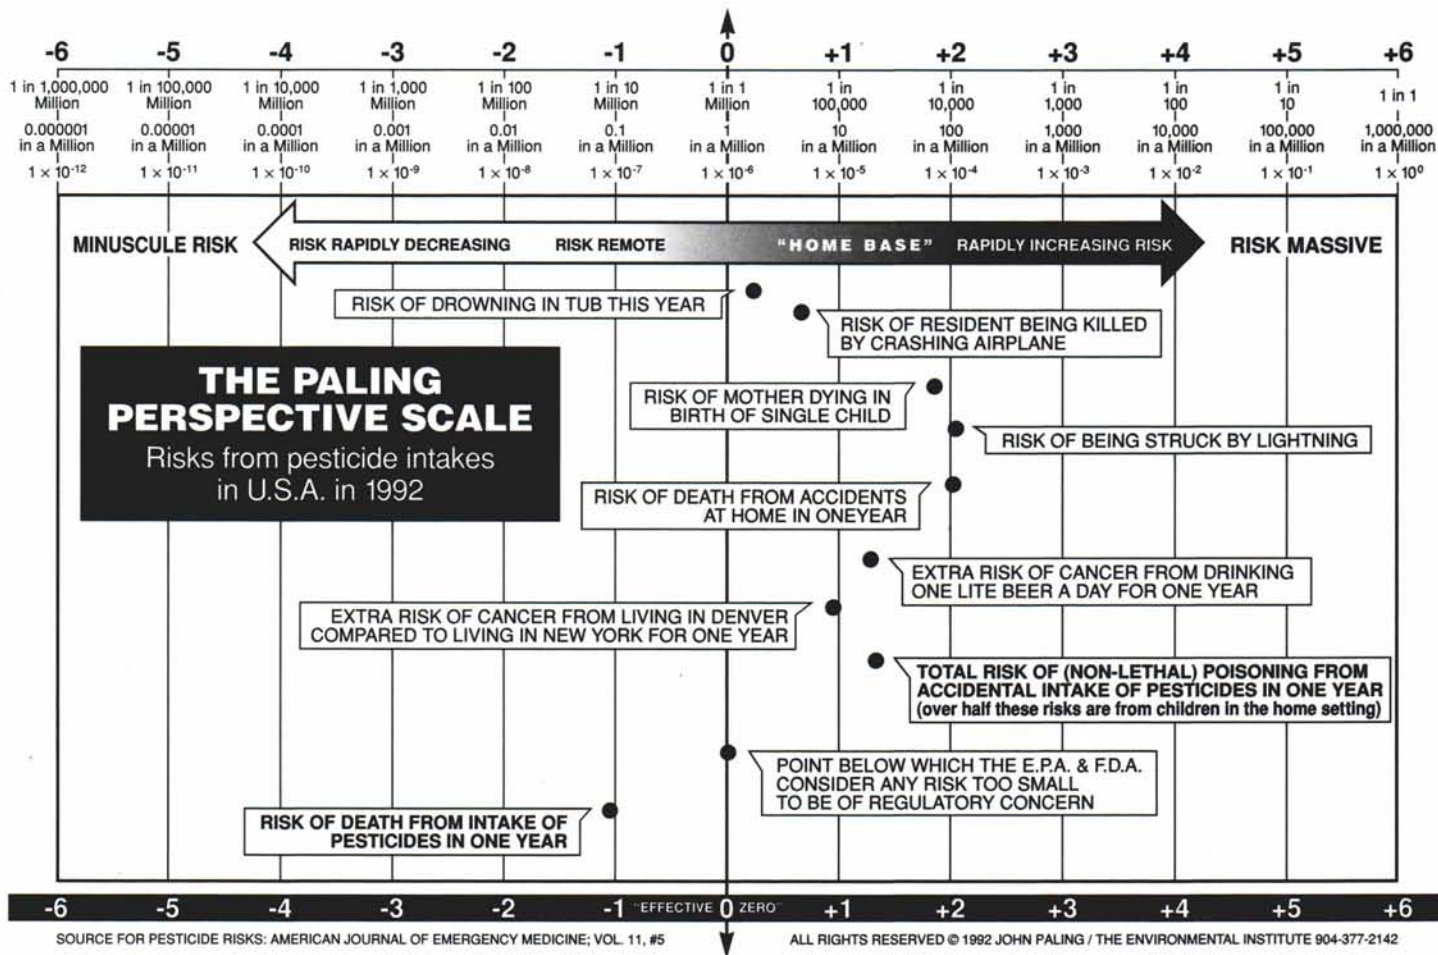 -6 -5 -4 -3 -2 -1 0 +1 +2 +3 +4 +5 +6
1 in 1,000,000 Million
1 in 100,000 Million
1 in 10,000 Million
1 in 1,000 Million
1 in 100 Million
1 in 10 Million
1 in 1 Million
1 in 100,000
1 in 10,000
1 in 1,000
1 in 100
1 in 10
1 in 1
0.000001 in a Million
0.00001 in a Million
0.0001 in a Million
0.001 in a Million
0.01 in a Million
0.1 in a Million
1 in a Million
10 in a Million
100 in a Million
1,000 in a Million
10,000 in a Million
100,000 in a Million
1,000,000 in a Million
1 × 10⁻¹² 1 × 10⁻¹¹ 1 × 10⁻¹⁰ 1 × 10⁻⁹ 1 × 10⁻⁸ 1 × 10⁻⁷ 1 × 10⁻⁶ 1 × 10⁻⁵ 1 × 10⁻⁴ 1 × 10⁻³ 1 × 10⁻² 1 × 10⁻¹ 1 × 10⁰
MINUSCULE RISK RISK RAPIDLY DECREASING RISK REMOTE "HOME BASE" RAPIDLY INCREASING RISK RISK MASSIVE
RISK OF DROWNING IN TUB THIS YEAR
RISK OF RESIDENT BEING KILLED
BY CRASHING AIRPLANE
THE PALING
PERSPECTIVE SCALE
Risks from pesticide intakes
in U.S.A. in 1992
RISK OF MOTHER DYING IN
BIRTH OF SINGLE CHILD
RISK OF BEING STRUCK BY LIGHTNING
RISK OF DEATH FROM ACCIDENTS
AT HOME IN ONEYEAR
EXTRA RISK OF CANCER FROM DRINKING
ONE LITE BEER A DAY FOR ONE YEAR
EXTRA RISK OF CANCER FROM LIVING IN DENVER
COMPARED TO LIVING IN NEW YORK FOR ONE YEAR
TOTAL RISK OF (NON-LETHAL) POISONING FROM
ACCIDENTAL INTAKE OF PESTICIDES IN ONE YEAR
(over half these risks are from children in the home setting)
POINT BELOW WHICH THE E.P.A. & F.D.A.
CONSIDER ANY RISK TOO SMALL
TO BE OF REGULATORY CONCERN
RISK OF DEATH FROM INTAKE OF
PESTICIDES IN ONE YEAR
-6 -5 -4 -3 -2 -1 "EFFECTIVE 0 ZERO" +1 +2 +3 +4 +5 +6
SOURCE FOR PESTICIDE RISKS: AMERICAN JOURNAL OF EMERGENCY MEDICINE; VOL. 11, #5
ALL RIGHTS RESERVED © 1992 JOHN PALING / THE ENVIRONMENTAL INSTITUTE 904-377-2142